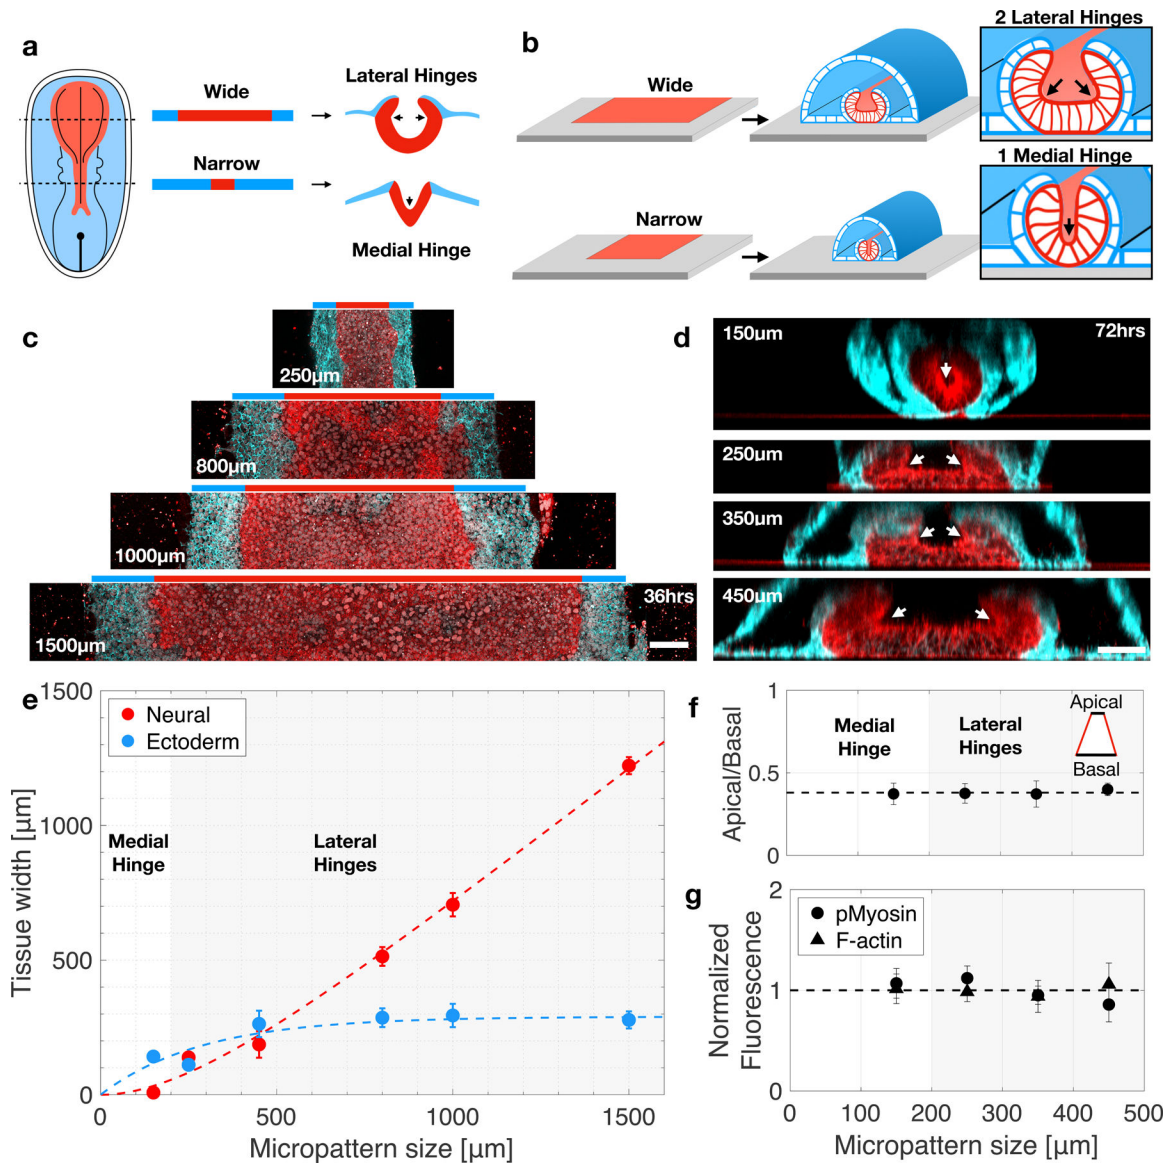 a
Wide
Narrow
Lateral Hinges
Medial Hinge
b
Wide
Narrow
2 Lateral Hinges
1 Medial Hinge
c
250µm
800µm
1000µm
1500µm
36hrs
d
150µm
72hrs
250µm
350µm
450µm
e
Neural
Ectoderm
Medial
Hinge
Lateral
Hinges
Tissue width [µm]
1500
1000
500
0
0
500
1000
1500
Micropattern size [µm]
f
Apical/Basal
1
0.5
0
Medial
Hinge
Lateral
Hinges
Apical
Basal
g
Normalized
Fluorescence
2
1
0
pMyosin
F-actin
0
100
200
300
400
500
Micropattern size [µm]